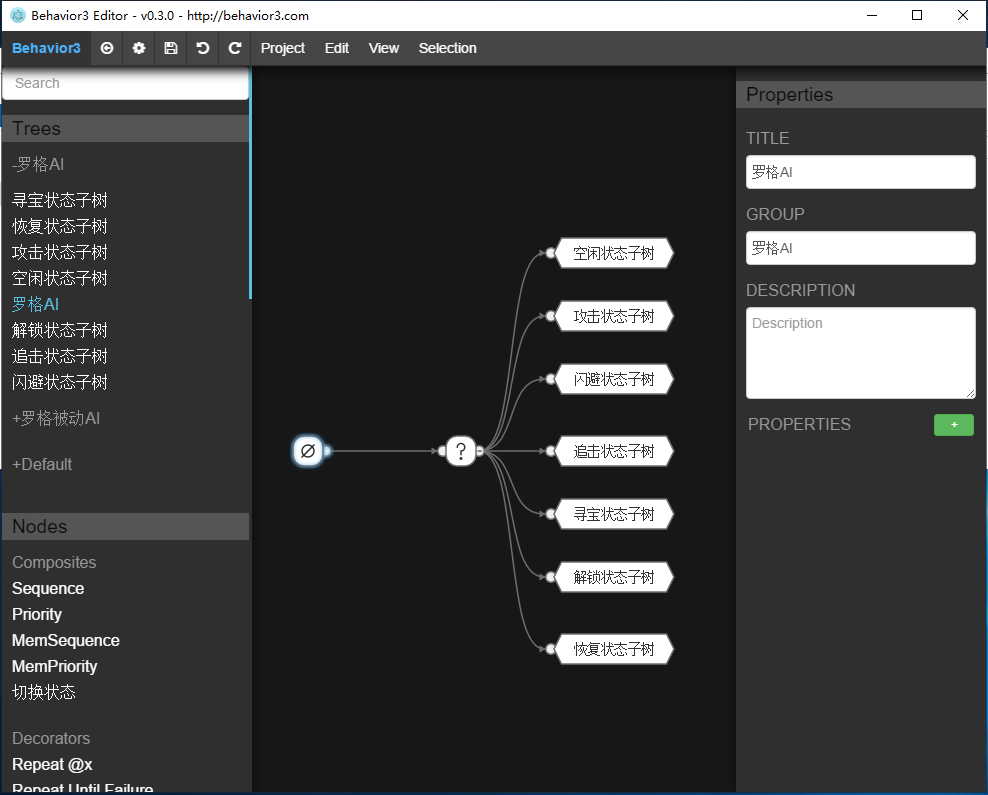 Behavior3 Editor - v0.3.0 - http://behavior3.com
Behavior3 Project Edit View Selection
Search
Trees
-罗格AI
寻宝状态子树
恢复状态子树
攻击状态子树
空闲状态子树
罗格AI
解锁状态子树
追击状态子树
闪避状态子树
+罗格被动AI
+Default
Nodes
Composites
Sequence
Priority
MemSequence
MemPriority
切换状态
Decorators
Repeat @x
Repeat Until Failure
?
空闲状态子树
攻击状态子树
闪避状态子树
追击状态子树
寻宝状态子树
解锁状态子树
恢复状态子树
Properties
TITLE
罗格AI
GROUP
罗格AI
DESCRIPTION
Description
PROPERTIES +